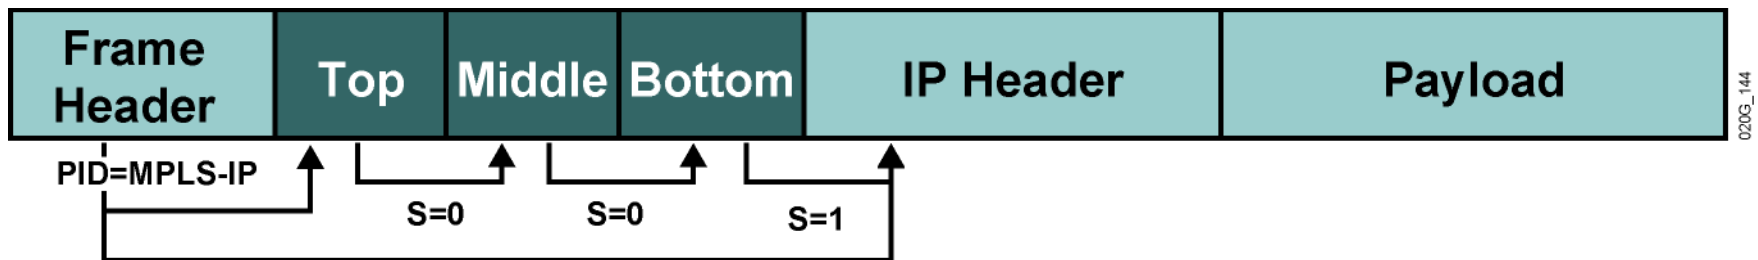 Frame
Header
Top
Middle
Bottom
IP Header
Payload
PID=MPLS-IP
S=0
S=0
S=1
020G_144